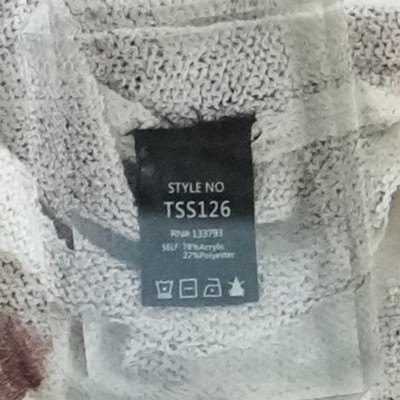 STYLE NO
TSS126
RN# 133793
SELF: 78%Acrylic
22%Polyester